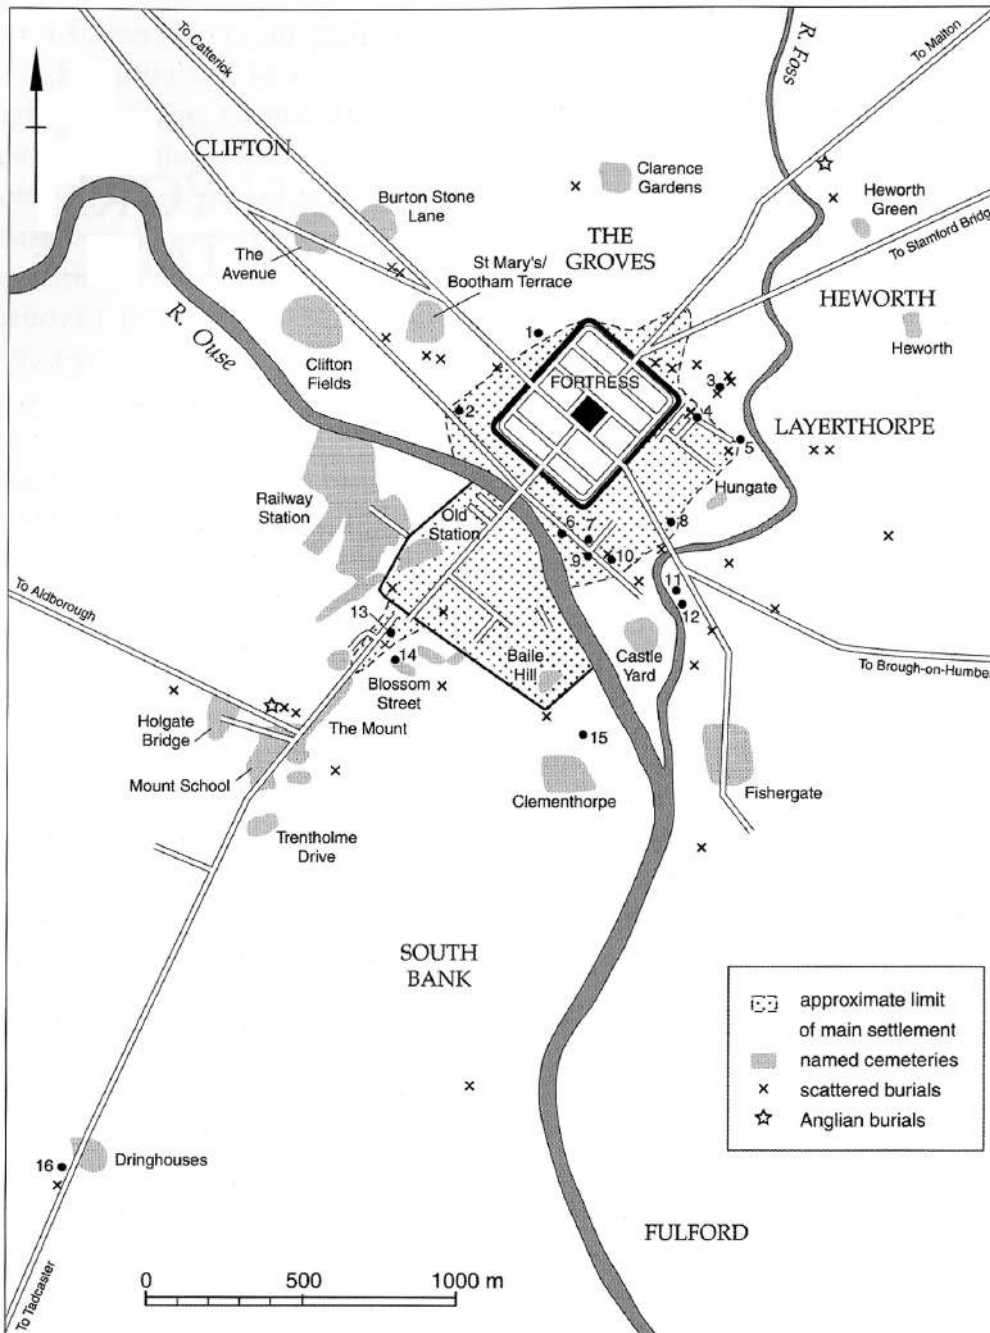 To Catterick
R. Foss
To Malton
CLIFTON
Clarence
Gardens
Burton Stone
Lane
Heworth
Green
The
Avenue
THE
GROVES
To Stamford Bridge
St Mary's/
Bootham Terrace
HEWORTH
R. Ouse
1
Heworth
Clifton
Fields
FORTRESS
3
2
4
LAYERTHORPE
5
Railway
Station
Old
Station
Hungate
6
7
8
9
10
To Aldborough
11
12
13
14
Blossom
Street
Baile
Hill
Castle
Yard
To Brough-on-Humber
Holgate
Bridge
The Mount
15
Mount School
Clementhorpe
Fishergate
Trentholme
Drive
SOUTH
BANK
approximate limit
of main settlement
named cemeteries
scattered burials
Anglian burials
16
Dringhouses
FULFORD
0 500 1000 m
To Tadcaster